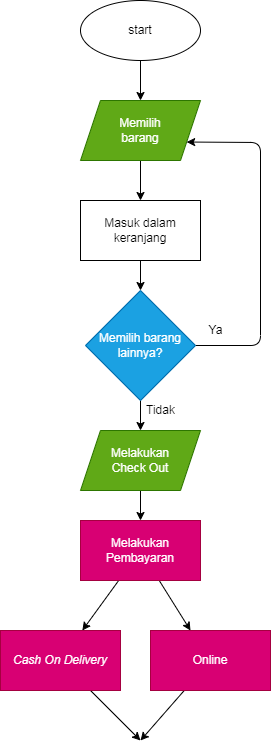 start
Memilih
barang
Masuk dalam
keranjang
Memilih barang
lainnya?
Ya
Tidak
Melakukan
Check Out
Melakukan
Pembayaran
Cash On Delivery
Online